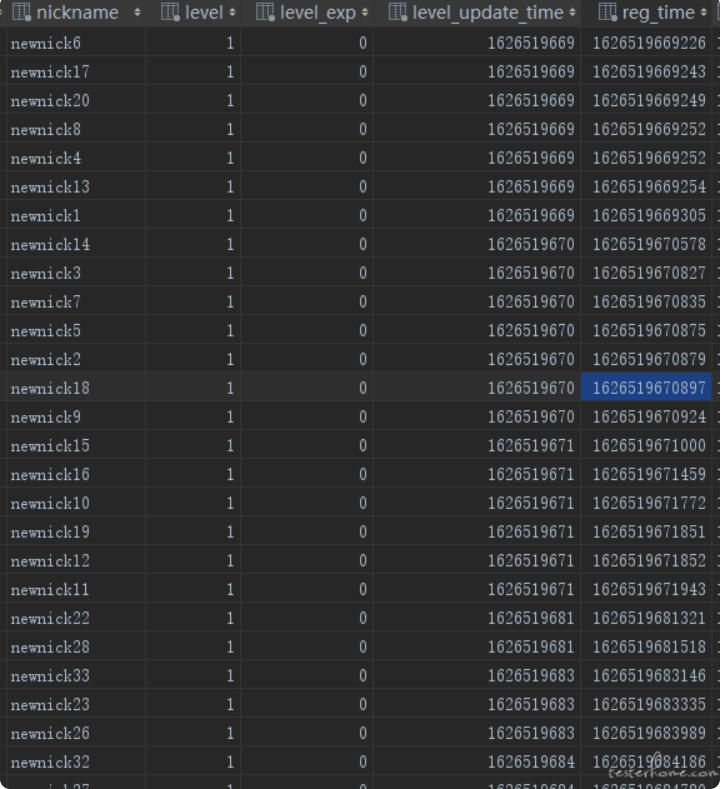 nickname level level_exp level_update_time reg_time
newnick6 1 0 1626519669 1626519669226
newnick17 1 0 1626519669 1626519669243
newnick20 1 0 1626519669 1626519669249
newnick8 1 0 1626519669 1626519669252
newnick4 1 0 1626519669 1626519669252
newnick13 1 0 1626519669 1626519669254
newnick1 1 0 1626519669 1626519669305
newnick14 1 0 1626519670 1626519670578
newnick3 1 0 1626519670 1626519670827
newnick7 1 0 1626519670 1626519670835
newnick5 1 0 1626519670 1626519670875
newnick2 1 0 1626519670 1626519670879
newnick18 1 0 1626519670 1626519670897
newnick9 1 0 1626519670 1626519670924
newnick15 1 0 1626519671 1626519671000
newnick16 1 0 1626519671 1626519671459
newnick10 1 0 1626519671 1626519671772
newnick19 1 0 1626519671 1626519671851
newnick12 1 0 1626519671 1626519671852
newnick11 1 0 1626519671 1626519671943
newnick22 1 0 1626519681 1626519681321
newnick28 1 0 1626519681 1626519681518
newnick33 1 0 1626519683 1626519683146
newnick23 1 0 1626519683 1626519683335
newnick26 1 0 1626519683 1626519683989
newnick32 1 0 1626519684 1626519684186
testerhome.com